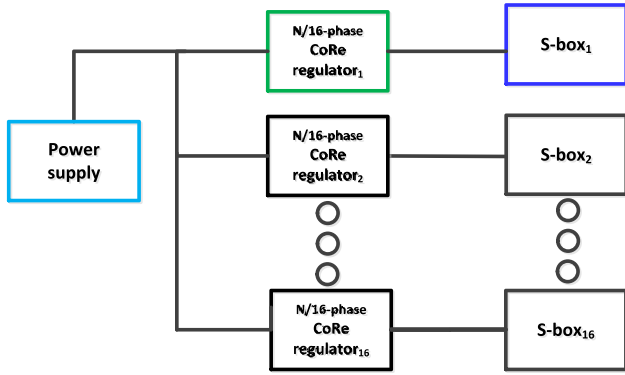 N/16-phase
CoRe
regulator₁
S-box₁
Power
supply
N/16-phase
CoRe
regulator₂
S-box₂
N/16-phase
CoRe
regulator₁₆
S-box₁₆